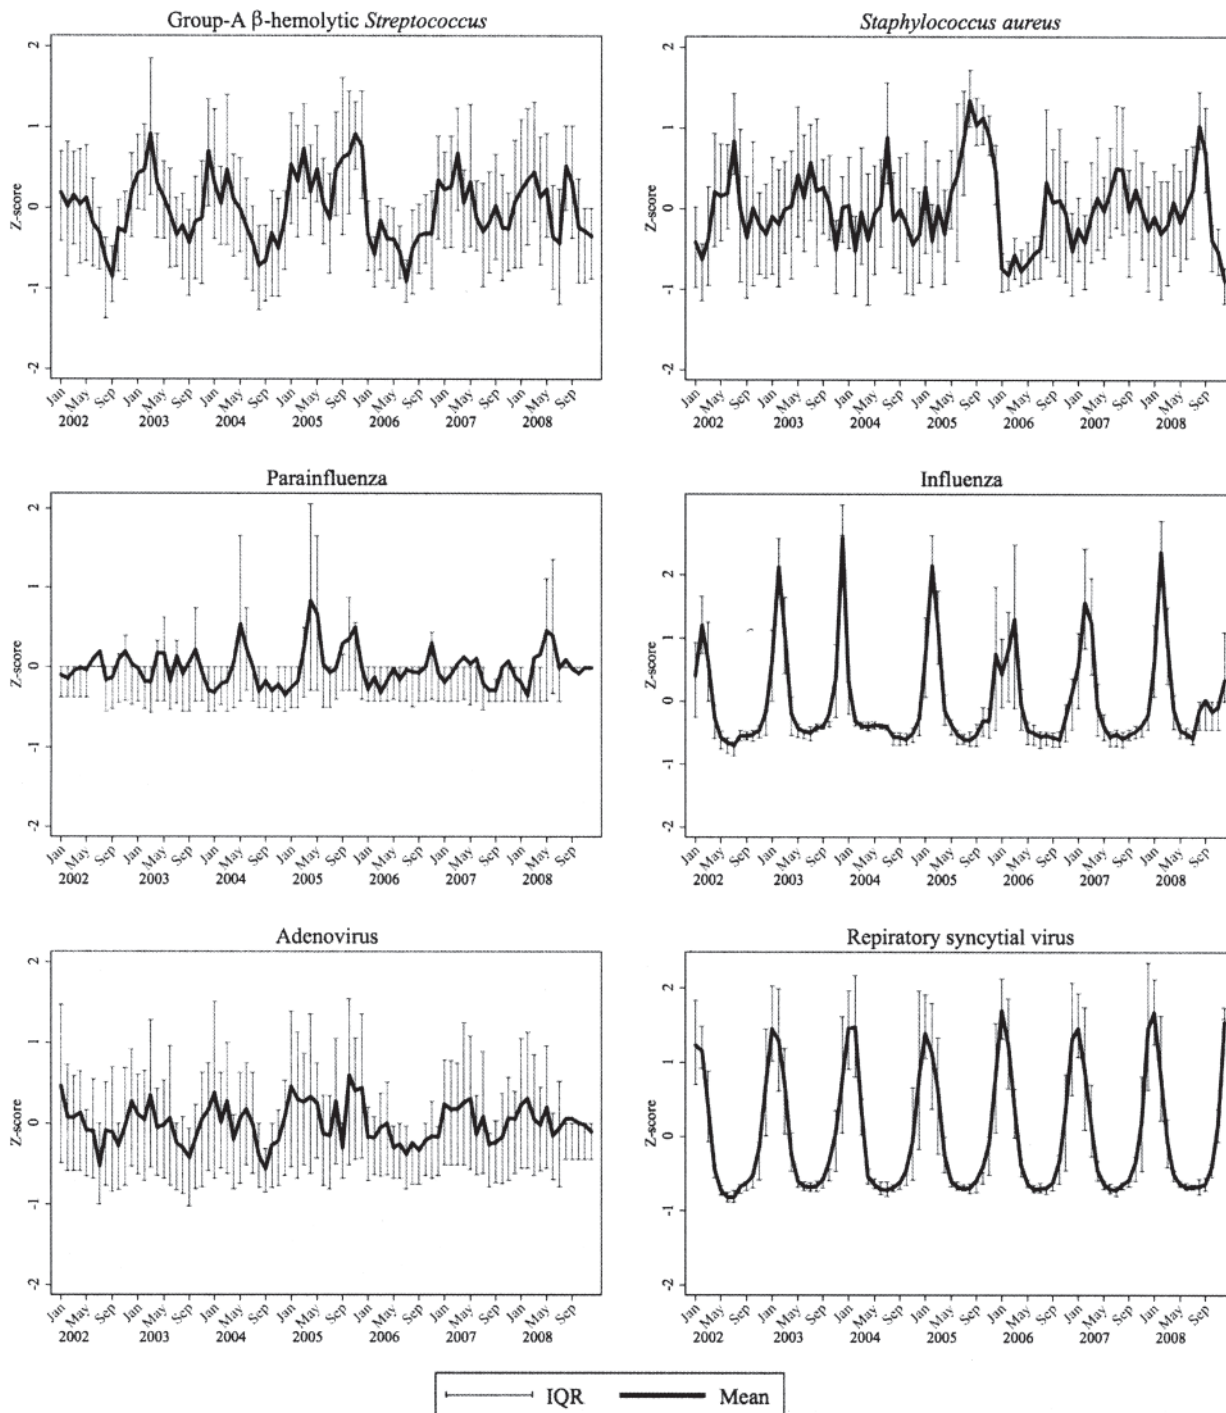 Group-A β-hemolytic Streptococcus
Z-score
2
1
0
-1
-2
Jan May Sep Jan May Sep Jan May Sep Jan May Sep Jan May Sep Jan May Sep Jan May Sep
2002 2003 2004 2005 2006 2007 2008
Staphylococcus aureus
Z-score
2
1
0
-1
-2
Jan May Sep Jan May Sep Jan May Sep Jan May Sep Jan May Sep Jan May Sep Jan May Sep
2002 2003 2004 2005 2006 2007 2008
Parainfluenza
Z-score
2
1
0
-1
-2
Jan May Sep Jan May Sep Jan May Sep Jan May Sep Jan May Sep Jan May Sep Jan May Sep
2002 2003 2004 2005 2006 2007 2008
Influenza
Z-score
2
1
0
-1
-2
Jan May Sep Jan May Sep Jan May Sep Jan May Sep Jan May Sep Jan May Sep Jan May Sep
2002 2003 2004 2005 2006 2007 2008
Adenovirus
Z-score
2
1
0
-1
-2
Jan May Sep Jan May Sep Jan May Sep Jan May Sep Jan May Sep Jan May Sep Jan May Sep
2002 2003 2004 2005 2006 2007 2008
Repiratory syncytial virus
Z-score
2
1
0
-1
-2
Jan May Sep Jan May Sep Jan May Sep Jan May Sep Jan May Sep Jan May Sep Jan May Sep
2002 2003 2004 2005 2006 2007 2008
IQR Mean